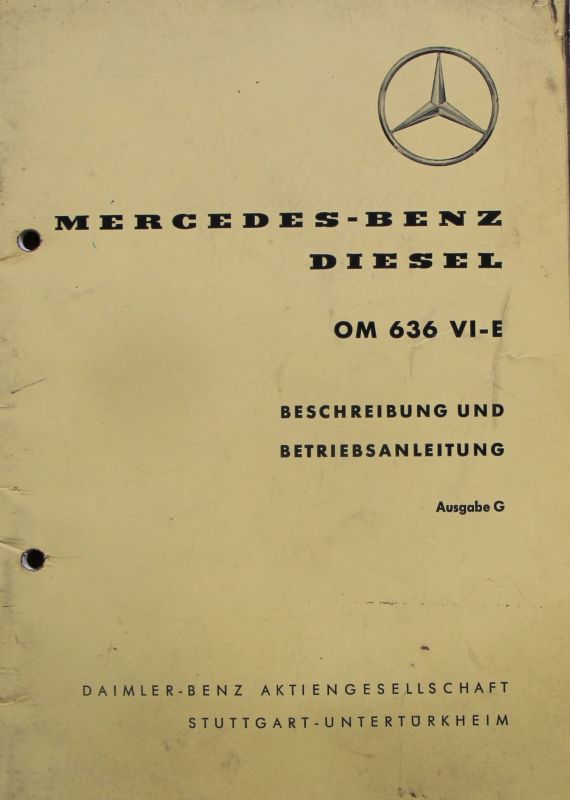 MERCEDES-BENZ
DIESEL
OM 636 VI-E
BESCHREIBUNG UND
BETRIEBSANLEITUNG
Ausgabe G
DAIMLER-BENZ AKTIENGESELLSCHAFT
STUTTGART-UNTERTÜRKHEIM